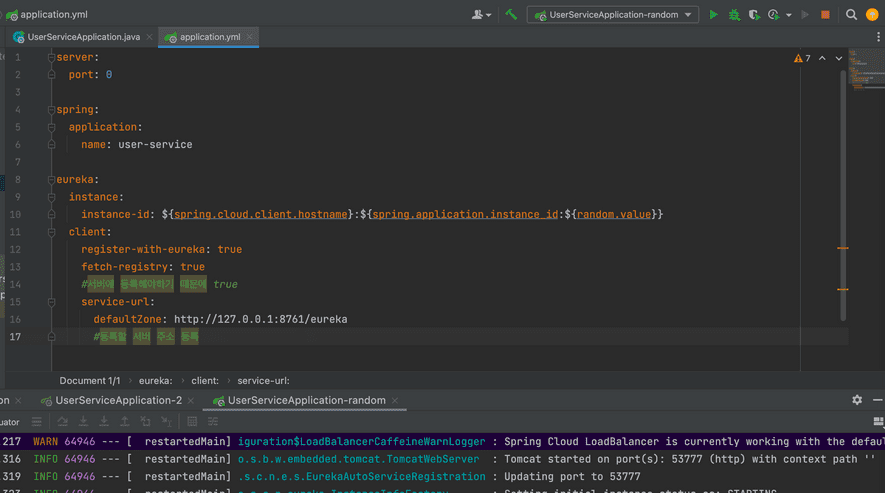 application.yml
UserServiceApplication-random
UserServiceApplication.java
application.yml
7
1 server:
2 port: 0
3
4 spring:
5 application:
6 name: user-service
7
8 eureka:
9 instance:
10 instance-id: ${spring.cloud.client.hostname}:${spring.application.instance_id:${random.value}}
11 client:
12 register-with-eureka: true
13 fetch-registry: true
14 #서버에 등록해야하기 때문에 true
15 service-url:
16 defaultZone: http://127.0.0.1:8761/eureka
17 #등록할 서버 주소 등록
Document 1/1 › eureka: › client: › service-url:
on UserServiceApplication-2 UserServiceApplication-random
uator
217 WARN 64946 --- [ restartedMain] iguration$LoadBalancerCaffeineWarnLogger : Spring Cloud LoadBalancer is currently working with the defau
316 INFO 64946 --- [ restartedMain] o.s.b.w.embedded.tomcat.TomcatWebServer : Tomcat started on port(s): 53777 (http) with context path ''
319 INFO 64946 --- [ restartedMain] .s.c.n.e.s.EurekaAutoServiceRegistration : Updating port to 53777